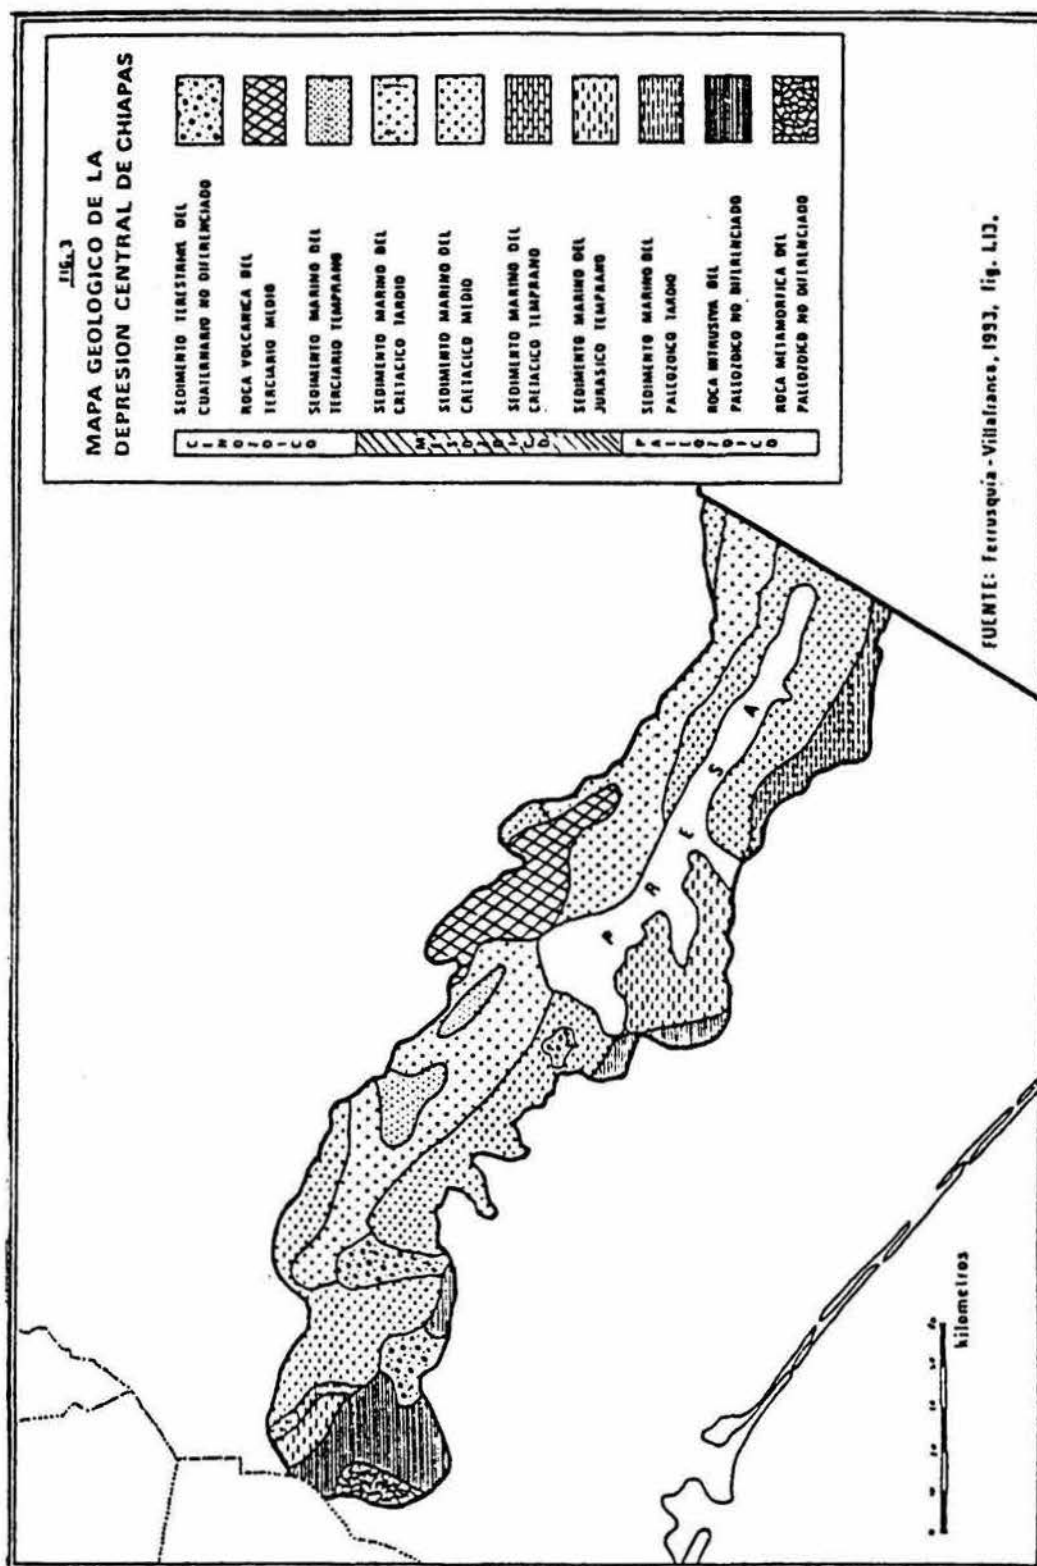 FIG. 3
MAPA GEOLOGICO DE LA
DEPRESION CENTRAL DE CHIAPAS
CENOZOICO
SEDIMENTO TERESTRAL DEL
CUATERNARIO NO DIFERENCIADO
ROCA VOLCANICA DEL
TERCIARIO MEDIO
SEDIMENTO MARINO DEL
TERCIARIO TEMPRANO
MESOZOICO
SEDIMENTO MARINO DEL
CRETACICO TARDIO
SEDIMENTO MARINO DEL
CRETACICO MEDIO
SEDIMENTO MARINO DEL
CRETACICO TEMPRANO
SEDIMENTO MARINO DEL
JURASICO TEMPRANO
PALEOZOICO
SEDIMENTO MARINO DEL
PALEOZOICO TARDIO
ROCA INTRUSIVA DEL
PALEOZOICO NO DIFERENCIADO
ROCA METAMORFICA DEL
PALEOZOICO NO DIFERENCIADO
PRESA
kilometros
FUENTE: Ferrusquia-Villafranca, 1993, Fig. L13.